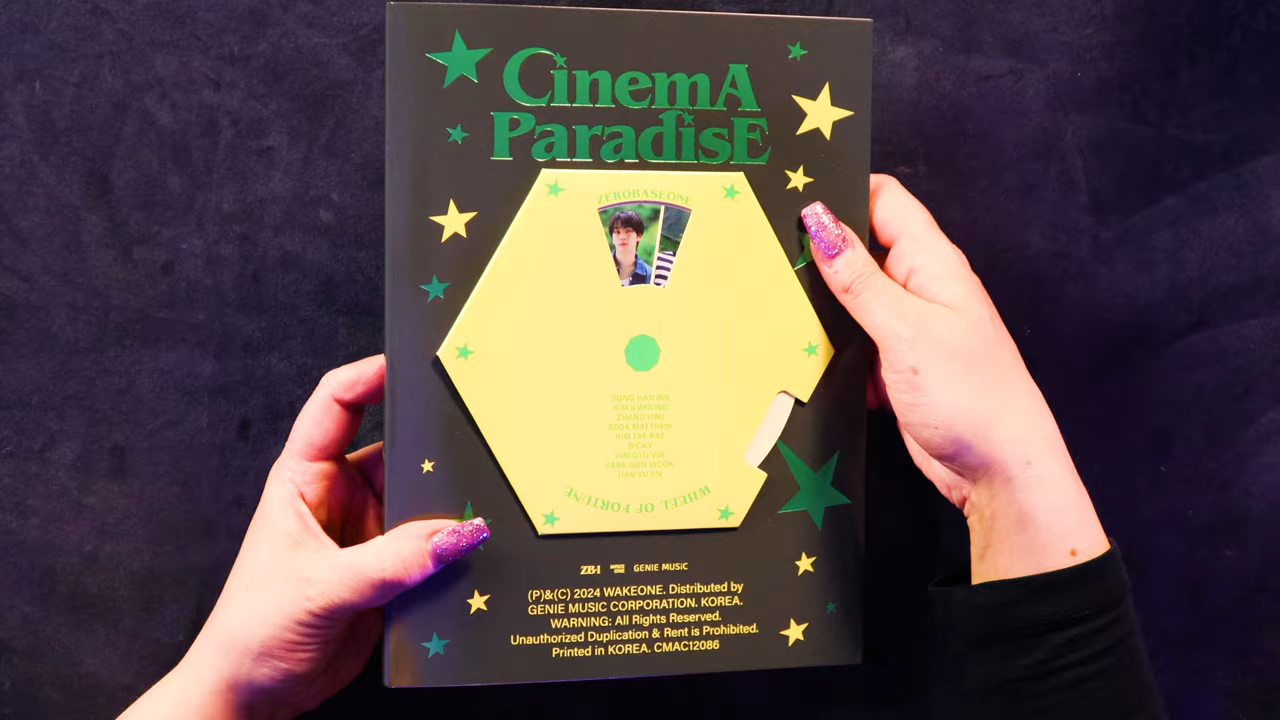 CinemA
ParadisE
ZEROBASEONE
SUNG HAN BIN
KIM JI WOONG
ZHANG HAO
SEOK MATTHEW
KIM TAE RAE
RICKY
KIM GYU VIN
PARK GUN WOOK
HAN YU JIN
WHEEL OF FORTUNE
ZB1 WAKEONE GENIE MUSIC
(P)&(C) 2024 WAKEONE. Distributed by
GENIE MUSIC CORPORATION. KOREA.
WARNING: All Rights Reserved.
Unauthorized Duplication & Rent is Prohibited.
Printed in KOREA. CMAC12086